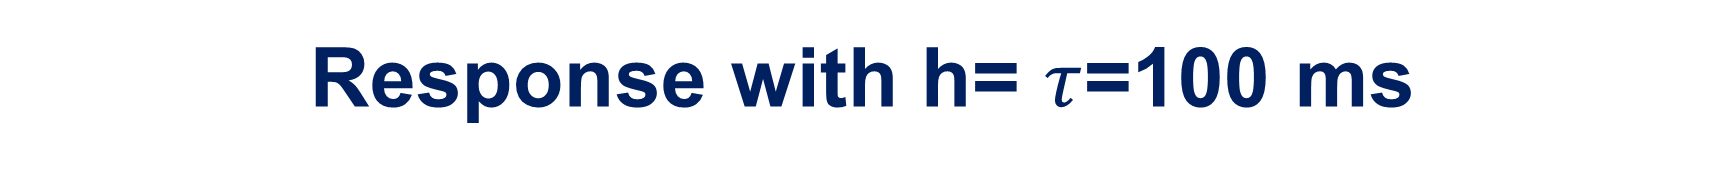 Response with h= 𝜏=100 ms